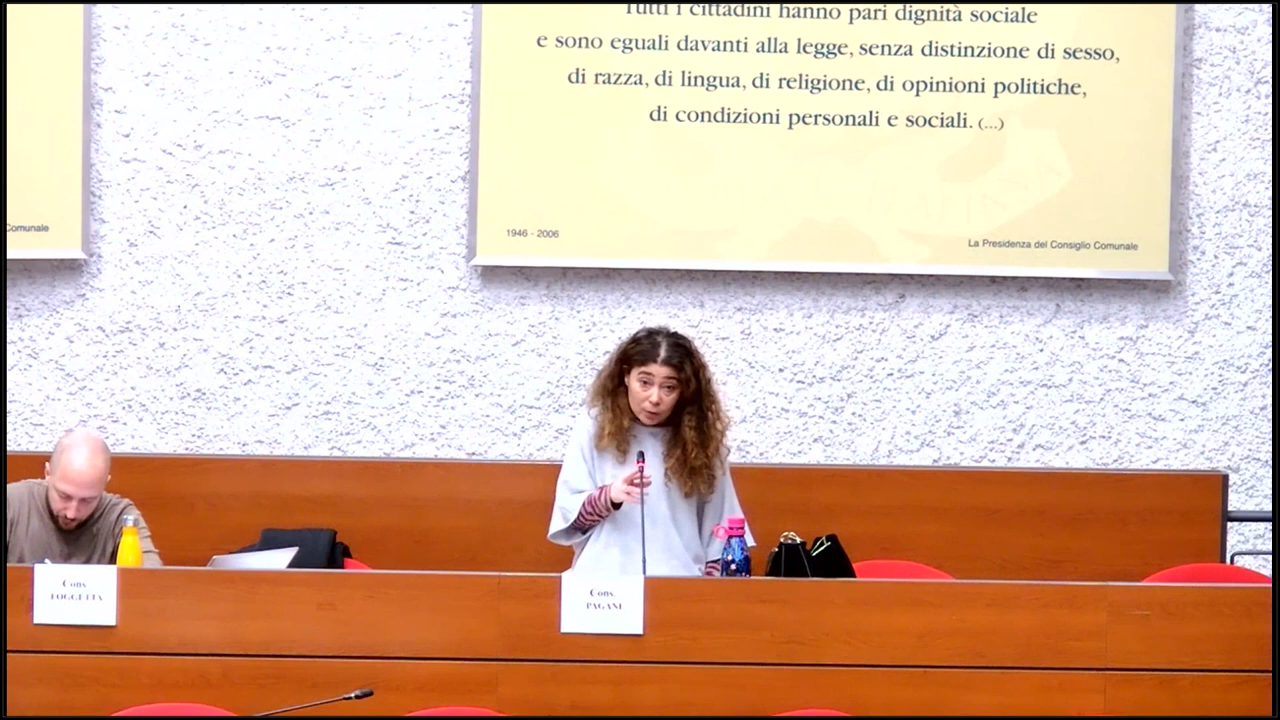 Tutti i cittadini hanno pari dignità sociale
e sono eguali davanti alla legge, senza distinzione di sesso,
di razza, di lingua, di religione, di opinioni politiche,
di condizioni personali e sociali. (...)
1946 - 2006
La Presidenza del Consiglio Comunale
Comunale
Cons.
FOGGETTA
Cons.
PAGANI